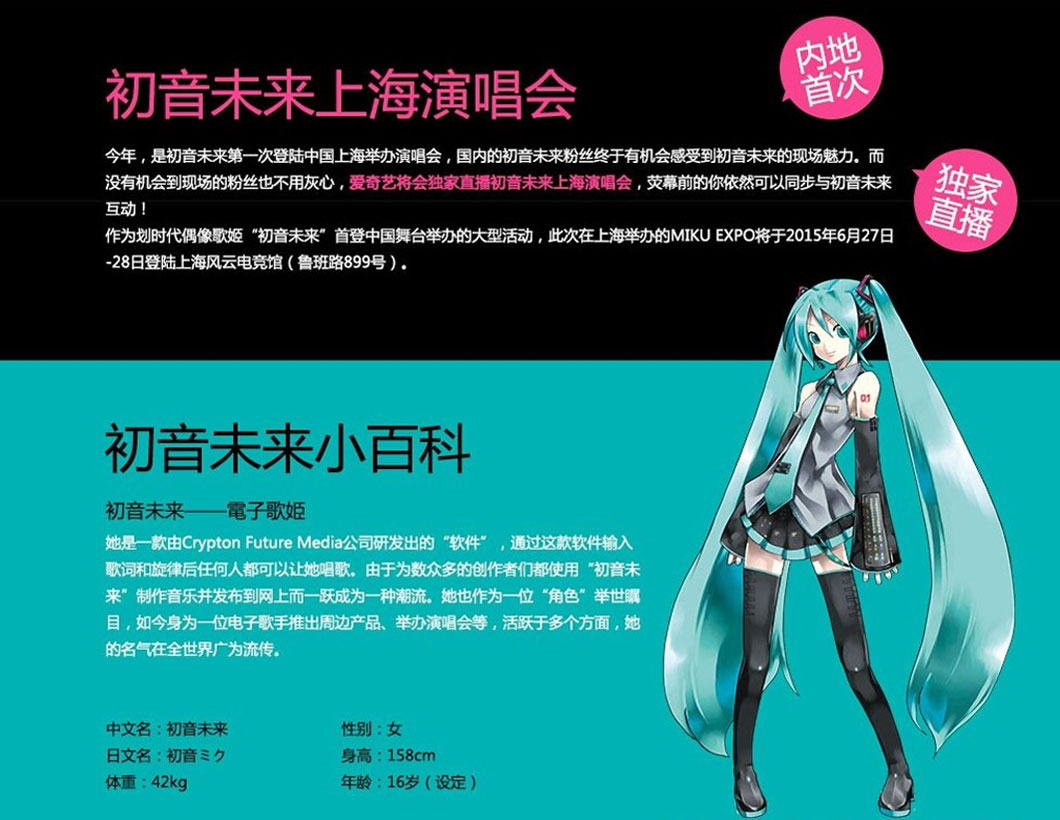 初音未来上海演唱会
内地
首次
今年，是初音未来第一次登陆中国上海举办演唱会，国内的初音未来粉丝终于有机会感受到初音未来的现场魅力。而
没有机会到现场的粉丝也不用灰心，爱奇艺将会独家直播初音未来上海演唱会，荧幕前的你依然可以同步与初音未来
互动！
独家
直播
作为划时代偶像歌姬“初音未来”首登中国舞台举办的大型活动，此次在上海举办的MIKU EXPO将于2015年6月27日
-28日登陆上海风云电竞馆（鲁班路899号）。
初音未来小百科
初音未来——電子歌姬
她是一款由Crypton Future Media公司研发出的“软件”，通过这款软件输入
歌词和旋律后任何人都可以让她唱歌。由于为数众多的创作者们都使用“初音未
来”制作音乐并发布到网上而一跃成为一种潮流。她也作为一位“角色”举世瞩
目，如今身为一位电子歌手推出周边产品、举办演唱会等，活跃于多个方面，她
的名气在全世界广为流传。
中文名：初音未来
性别：女
日文名：初音ミク
身高：158cm
体重：42kg
年龄：16岁（设定）
01